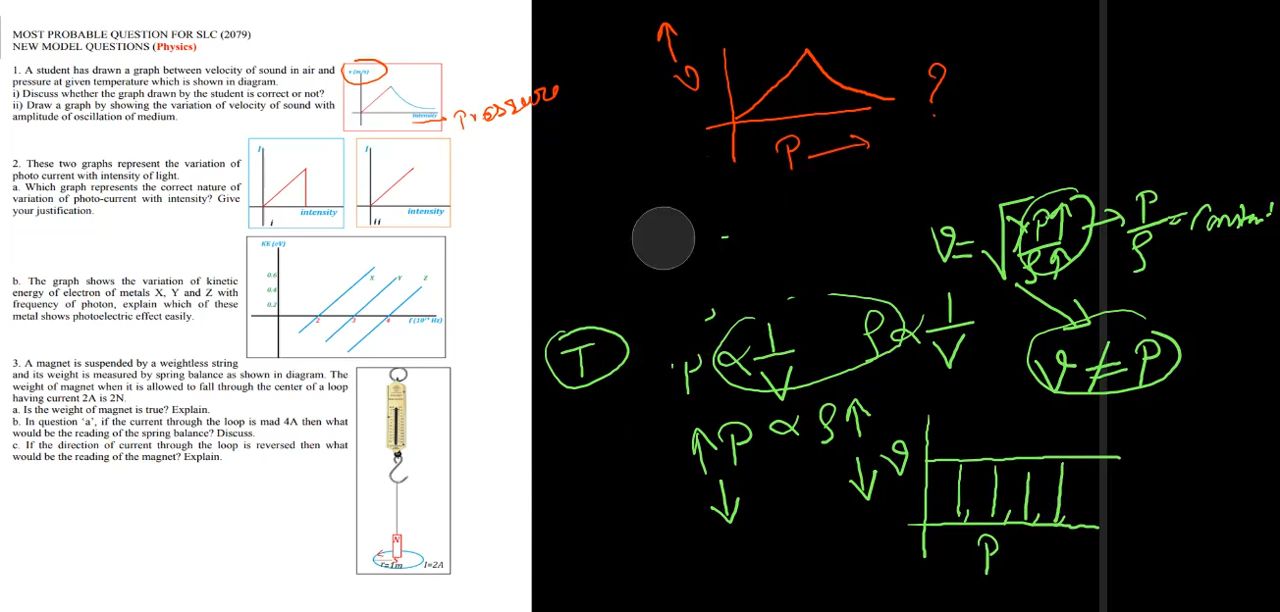 MOST PROBABLE QUESTION FOR SLC (2079)
NEW MODEL QUESTIONS (Physics)
1. A student has drawn a graph between velocity of sound in air and
pressure at given temperature which is shown in diagram.
i) Discuss whether the graph drawn by the student is correct or not?
ii) Draw a graph by showing the variation of velocity of sound with
amplitude of oscillation of medium.
v (m/s)
intensity
Pressure
2. These two graphs represent the variation of
photo current with intensity of light.
a. Which graph represents the correct nature of
variation of photo-current with intensity? Give
your justification.
I
intensity
i
I
intensity
ii
b. The graph shows the variation of kinetic
energy of electron of metals X, Y and Z with
frequency of photon, explain which of these
metal shows photoelectric effect easily.
KE (eV)
0.6
0.4
0.2
X Y Z
2 3 4 f (10¹⁴ Hz)
3. A magnet is suspended by a weightless string
and its weight is measured by spring balance as shown in diagram. The
weight of magnet when it is allowed to fall through the center of a loop
having current 2A is 2N.
a. Is the weight of magnet is true? Explain.
b. In question 'a', if the current through the loop is mad 4A then what
would be the reading of the spring balance? Discuss.
c. If the direction of current through the loop is reversed then what
would be the reading of the magnet? Explain.
N
r=1m I=2A
↑ v
P →
?
v = √(γP↑/ρ↑) → P/ρ = Constant
T
P ∝ 1/V ρ ∝ 1/V
v ≠ P
↑ P ∝ ρ ↑
↓ ↓
v
P